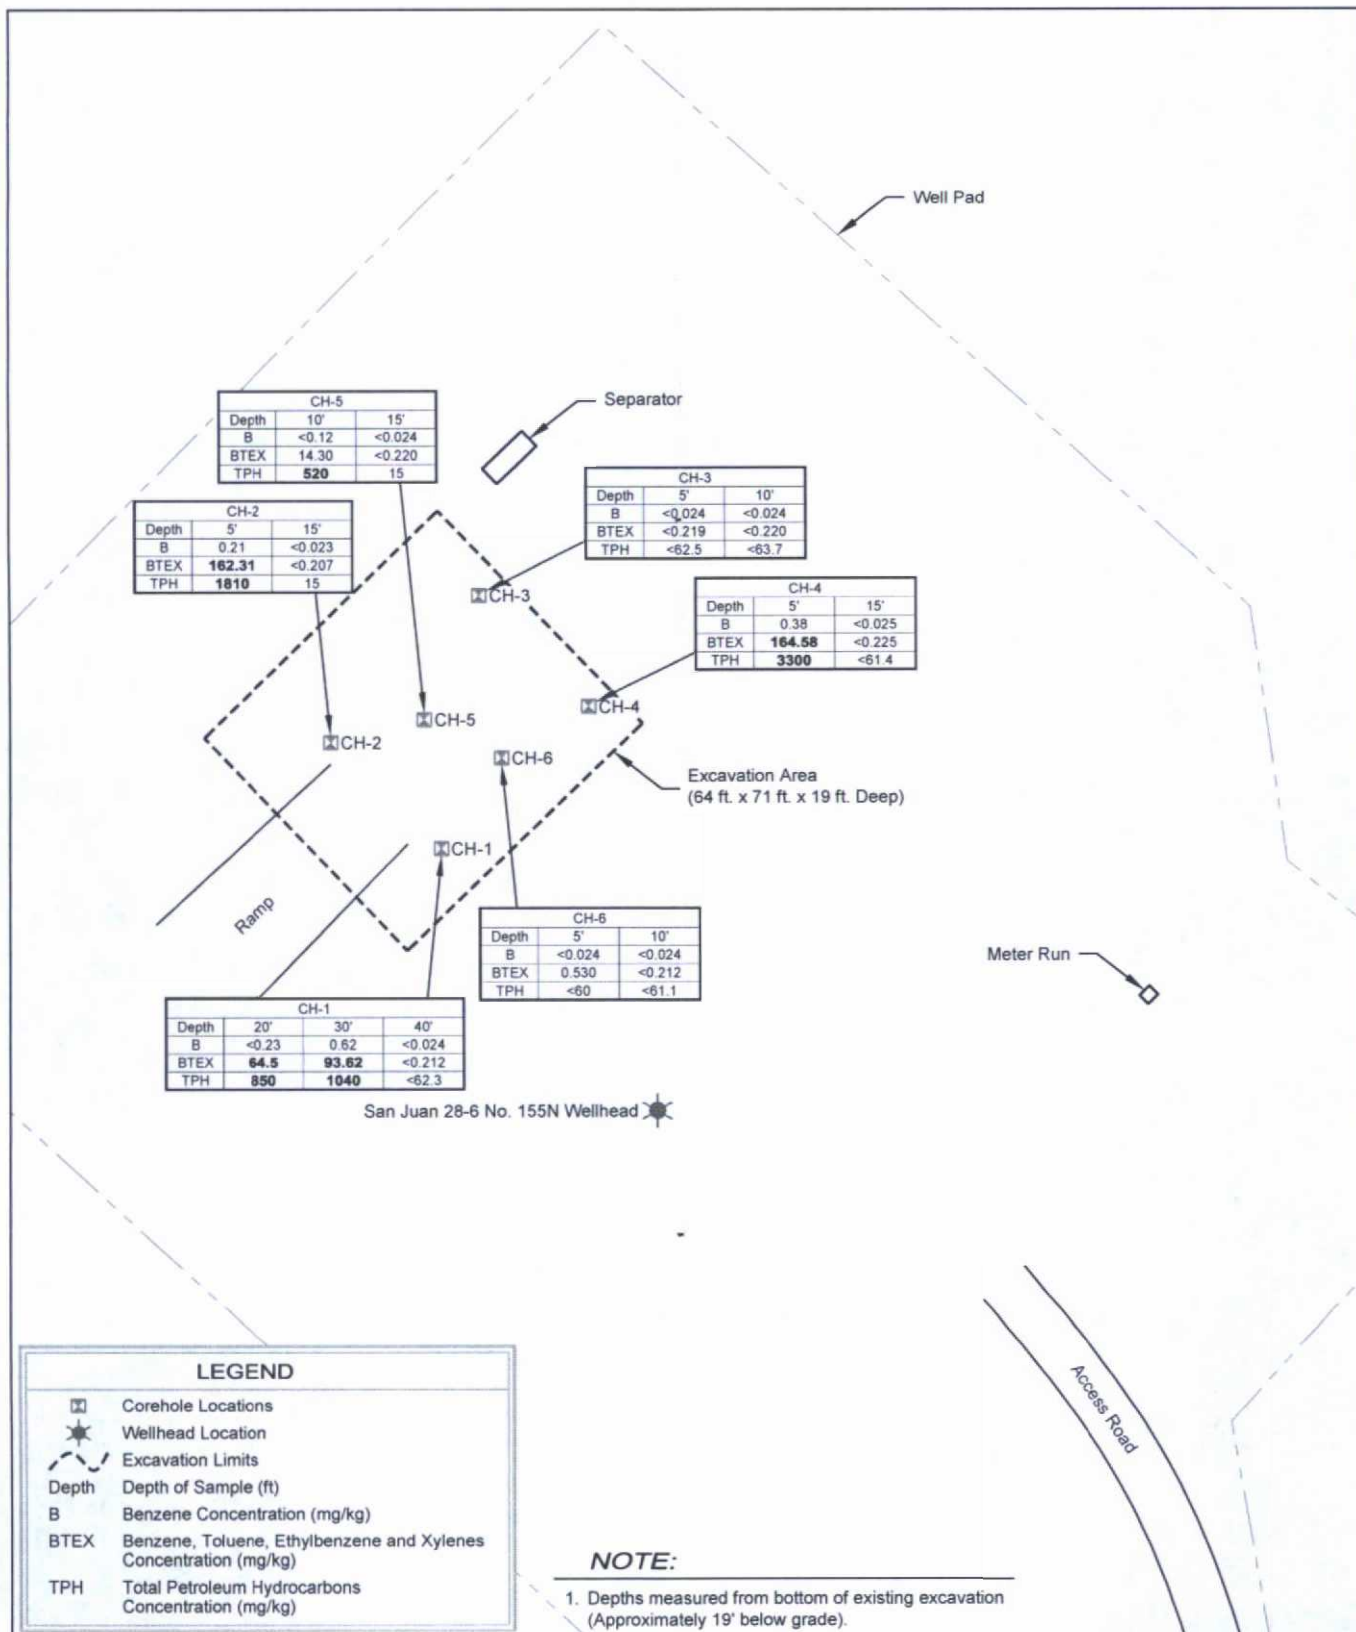 Well Pad
Separator
CH-5
Depth 10' 15'
B <0.12 <0.024
BTEX 14.30 <0.220
TPH 520 15
CH-3
Depth 5' 10'
B <0.024 <0.024
BTEX <0.219 <0.220
TPH <62.5 <63.7
CH-2
Depth 5' 15'
B 0.21 <0.023
BTEX 162.31 <0.207
TPH 1810 15
CH-4
Depth 5' 15'
B 0.38 <0.025
BTEX 164.58 <0.225
TPH 3300 <61.4
CH-3
CH-4
CH-5
CH-2
CH-6
Excavation Area
(64 ft. x 71 ft. x 19 ft. Deep)
CH-1
Ramp
CH-6
Depth 5' 10'
B <0.024 <0.024
BTEX 0.530 <0.212
TPH <60 <61.1
Meter Run
CH-1
Depth 20' 30' 40'
B <0.23 0.62 <0.024
BTEX 64.5 93.62 <0.212
TPH 850 1040 <62.3
San Juan 28-6 No. 155N Wellhead
Access Road
LEGEND
Corehole Locations
Wellhead Location
Excavation Limits
Depth Depth of Sample (ft)
B Benzene Concentration (mg/kg)
BTEX Benzene, Toluene, Ethylbenzene and Xylenes
Concentration (mg/kg)
TPH Total Petroleum Hydrocarbons
Concentration (mg/kg)
NOTE:
1. Depths measured from bottom of existing excavation
(Approximately 19' below grade).